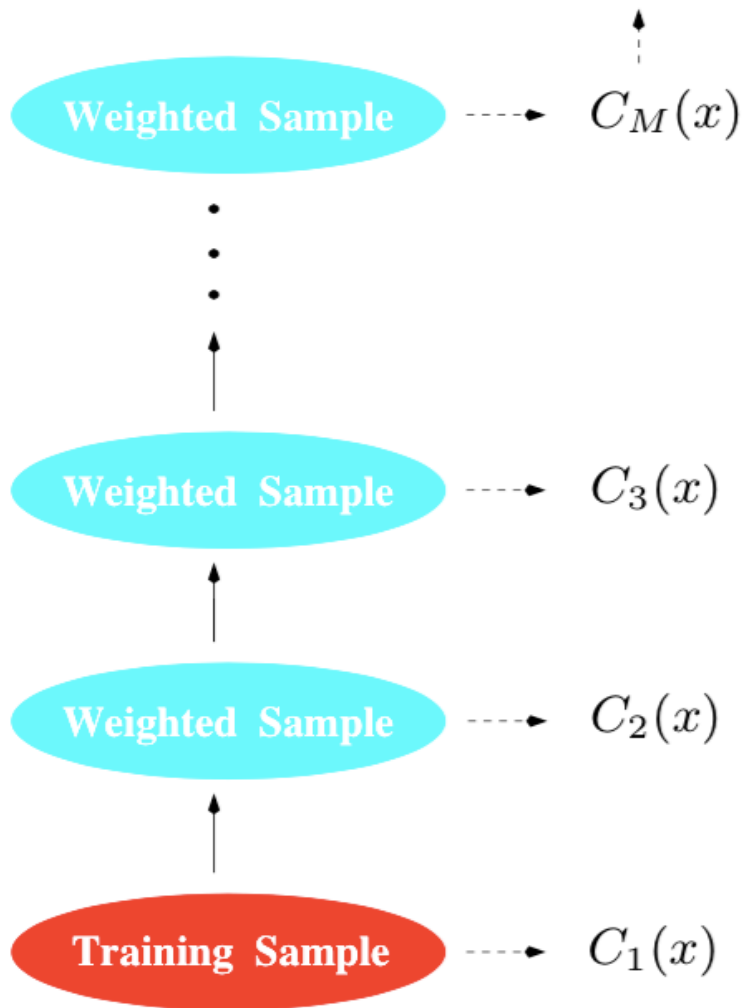 Weighted Sample
C_M(x)
Weighted Sample
C_3(x)
Weighted Sample
C_2(x)
Training Sample
C_1(x)